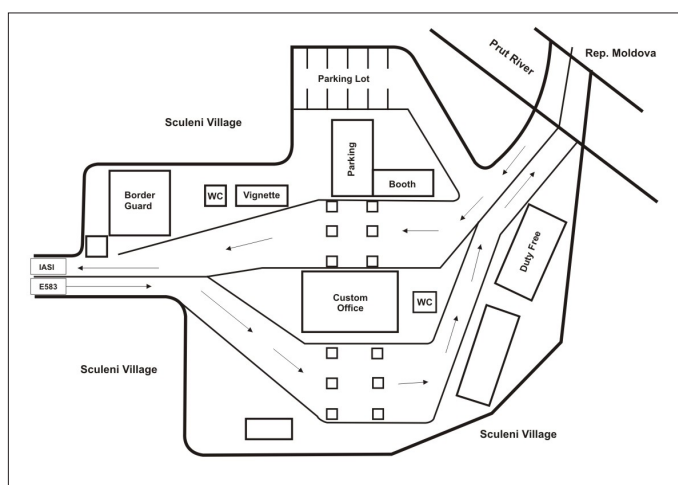 Prut River
Rep. Moldova
Parking Lot
Sculeni Village
Parking
Booth
Border
Guard
WC
Vignette
Duty Free
IASI
E583
Custom
Office
WC
Sculeni Village
Sculeni Village